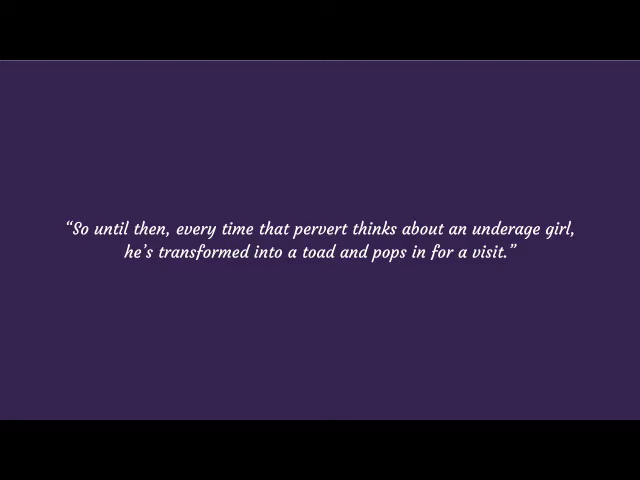 “So until then, every time that pervert thinks about an underage girl,
he’s transformed into a toad and pops in for a visit.”